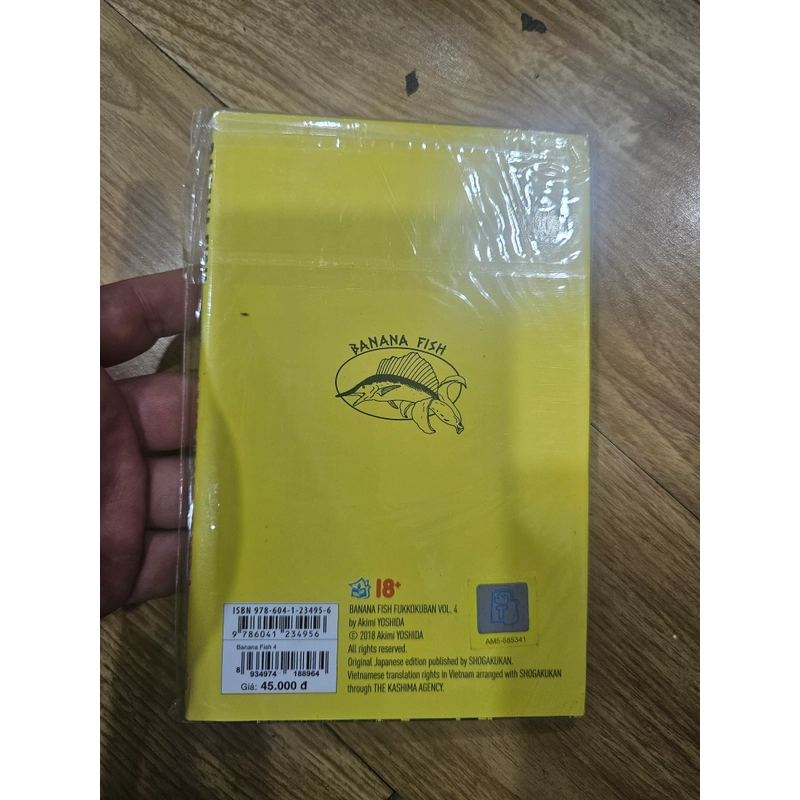 BANANA FISH
18+
BANANA FISH FUKKOKUBAN VOL. 4
by Akimi YOSHIDA
© 2018 Akimi YOSHIDA
All rights reserved.
Original Japanese edition published by SHOGAKUKAN.
Vietnamese translation rights in Vietnam arranged with SHOGAKUKAN
through THE KASHIMA AGENCY.
ISBN 978-604-1-23495-6
9 786041 234956
Banana Fish 4
8 934974 188964
Giá: 45.000 đ
AM5-685341